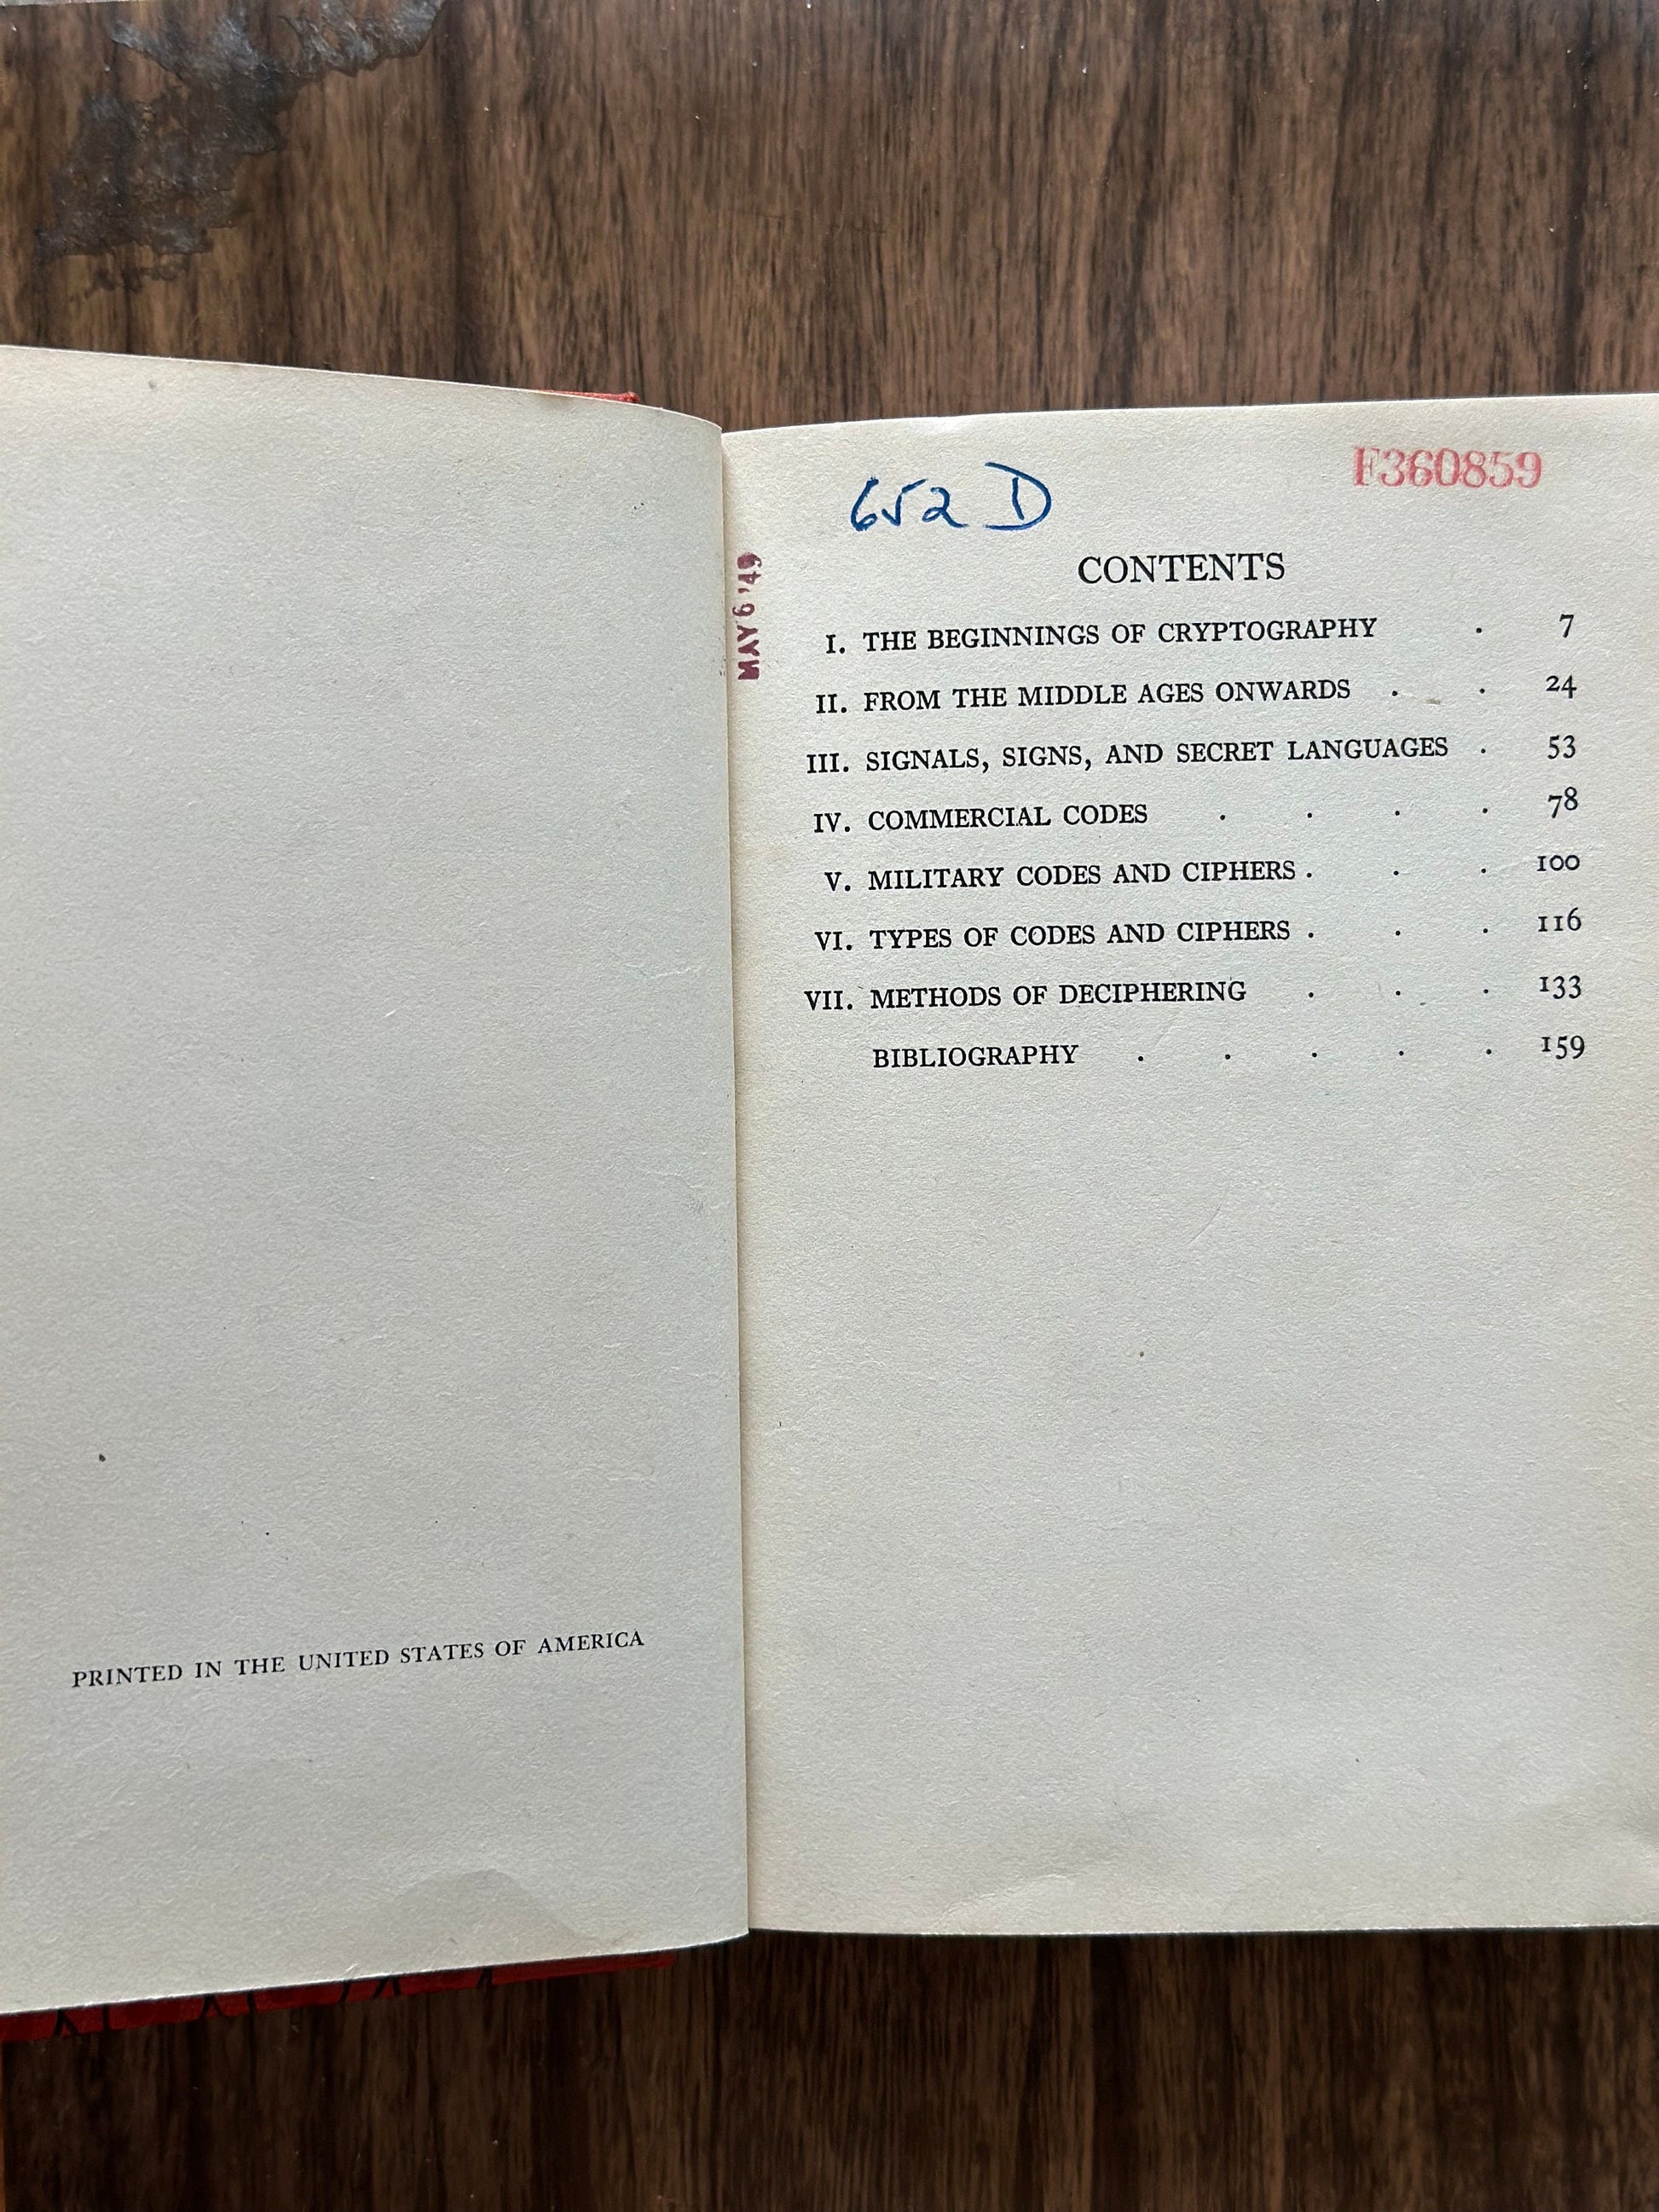 PRINTED IN THE UNITED STATES OF AMERICA
652 D
F360859
MAY 6 '49
CONTENTS
I. THE BEGINNINGS OF CRYPTOGRAPHY . 7
II. FROM THE MIDDLE AGES ONWARDS . . 24
III. SIGNALS, SIGNS, AND SECRET LANGUAGES . 53
IV. COMMERCIAL CODES . . . . 78
V. MILITARY CODES AND CIPHERS . . . 100
VI. TYPES OF CODES AND CIPHERS . . . 116
VII. METHODS OF DECIPHERING . . . 133
BIBLIOGRAPHY . . . . . 159